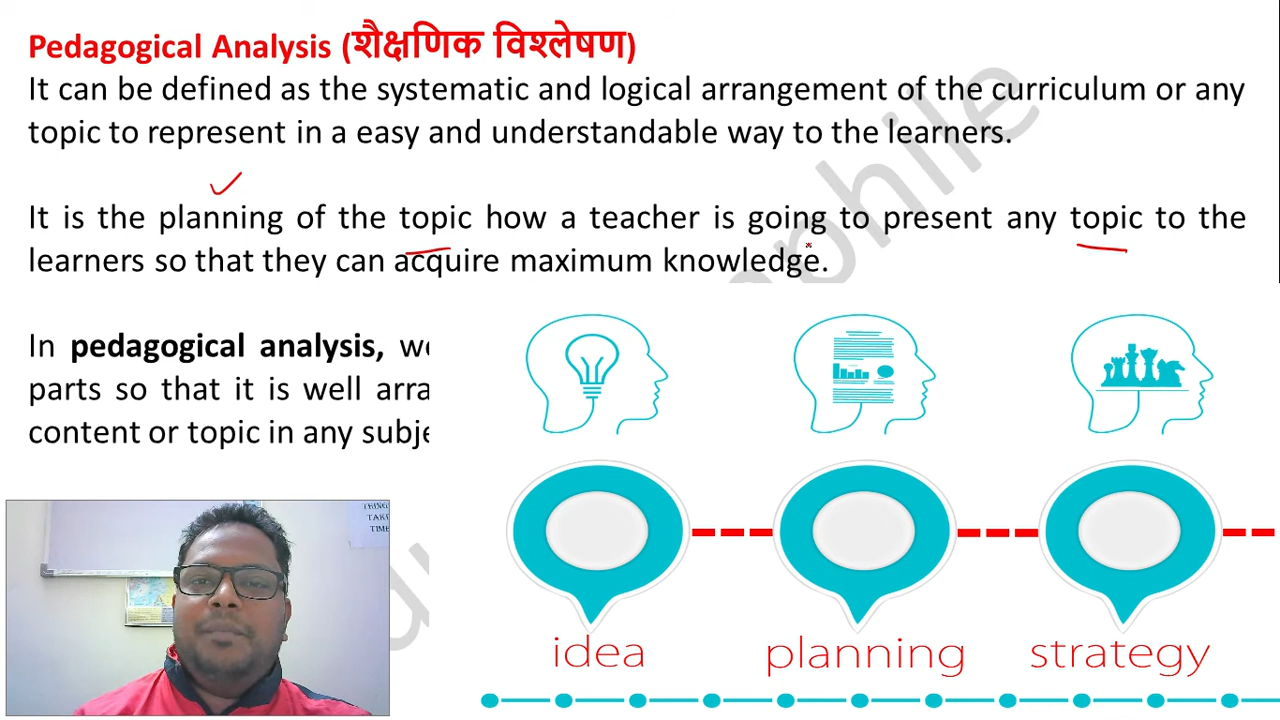 Pedagogical Analysis (शैक्षणिक विश्लेषण)
It can be defined as the systematic and logical arrangement of the curriculum or any
topic to represent in a easy and understandable way to the learners.
It is the planning of the topic how a teacher is going to present any topic to the
learners so that they can acquire maximum knowledge.
In pedagogical analysis,
parts so that it is well
content or topic in any
TAKE
TIME
idea
planning
strategy